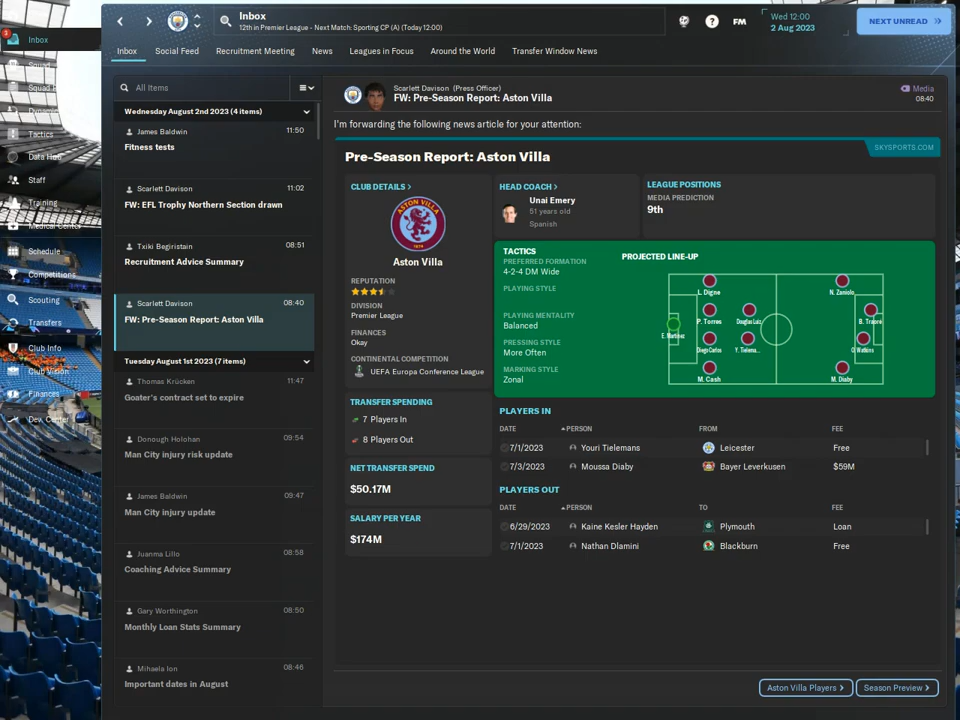 Inbox
12th in Premier League - Next Match: Sporting CP (A) (Today 12:00)
FM
Wed 12:00
2 Aug 2023
NEXT UNREAD
3
Inbox
Squad
Tactics
Data Hub
Staff
Training
Medical Center
Schedule
Competitions
Scouting
Transfers
Club Info
Club Vision
Finances
Dev. Center
Inbox
Social Feed
Recruitment Meeting
News
Leagues in Focus
Around the World
Transfer Window News
All Items
Wednesday August 2nd 2023 (4 items)
James Baldwin 11:50
Fitness tests
Scarlett Davison 11:02
FW: EFL Trophy Northern Section drawn
Txiki Begiristain 08:51
Recruitment Advice Summary
Scarlett Davison 08:40
FW: Pre-Season Report: Aston Villa
Tuesday August 1st 2023 (7 items)
Thomas Krücken 11:47
Goater's contract set to expire
Donough Holohan 09:54
Man City injury risk update
James Baldwin 09:47
Man City injury update
Juanma Lillo 08:58
Coaching Advice Summary
Gary Worthington 08:50
Monthly Loan Stats Summary
Mihaela Ion 08:46
Important dates in August
Scarlett Davison (Press Officer)
FW: Pre-Season Report: Aston Villa
Media
08:40
I'm forwarding the following news article for your attention:
SKYSPORTS.COM
Pre-Season Report: Aston Villa
CLUB DETAILS
ASTON VILLA
1874
Aston Villa
REPUTATION
DIVISION
Premier League
FINANCES
Okay
CONTINENTAL COMPETITION
UEFA Europa Conference League
TRANSFER SPENDING
7 Players In
8 Players Out
NET TRANSFER SPEND
$50.17M
SALARY PER YEAR
$174M
HEAD COACH
Unai Emery
51 years old
Spanish
LEAGUE POSITIONS
MEDIA PREDICTION
9th
TACTICS
PREFERRED FORMATION
4-2-4 DM Wide
PLAYING STYLE
PLAYING MENTALITY
Balanced
PRESSING STYLE
More Often
MARKING STYLE
Zonal
PROJECTED LINE-UP
L. Digne
N. Zaniolo
P. Torres
Douglas Luiz
B. Traoré
E. Martínez
Diego Carlos
Y. Tielema...
O. Watkins
M. Cash
M. Diaby
PLAYERS IN
DATE PERSON FROM FEE
7/1/2023 Youri Tielemans Leicester Free
7/3/2023 Moussa Diaby Bayer Leverkusen $59M
PLAYERS OUT
DATE PERSON TO FEE
6/29/2023 Kaine Kesler Hayden Plymouth Loan
7/1/2023 Nathan Dlamini Blackburn Free
Aston Villa Players
Season Preview